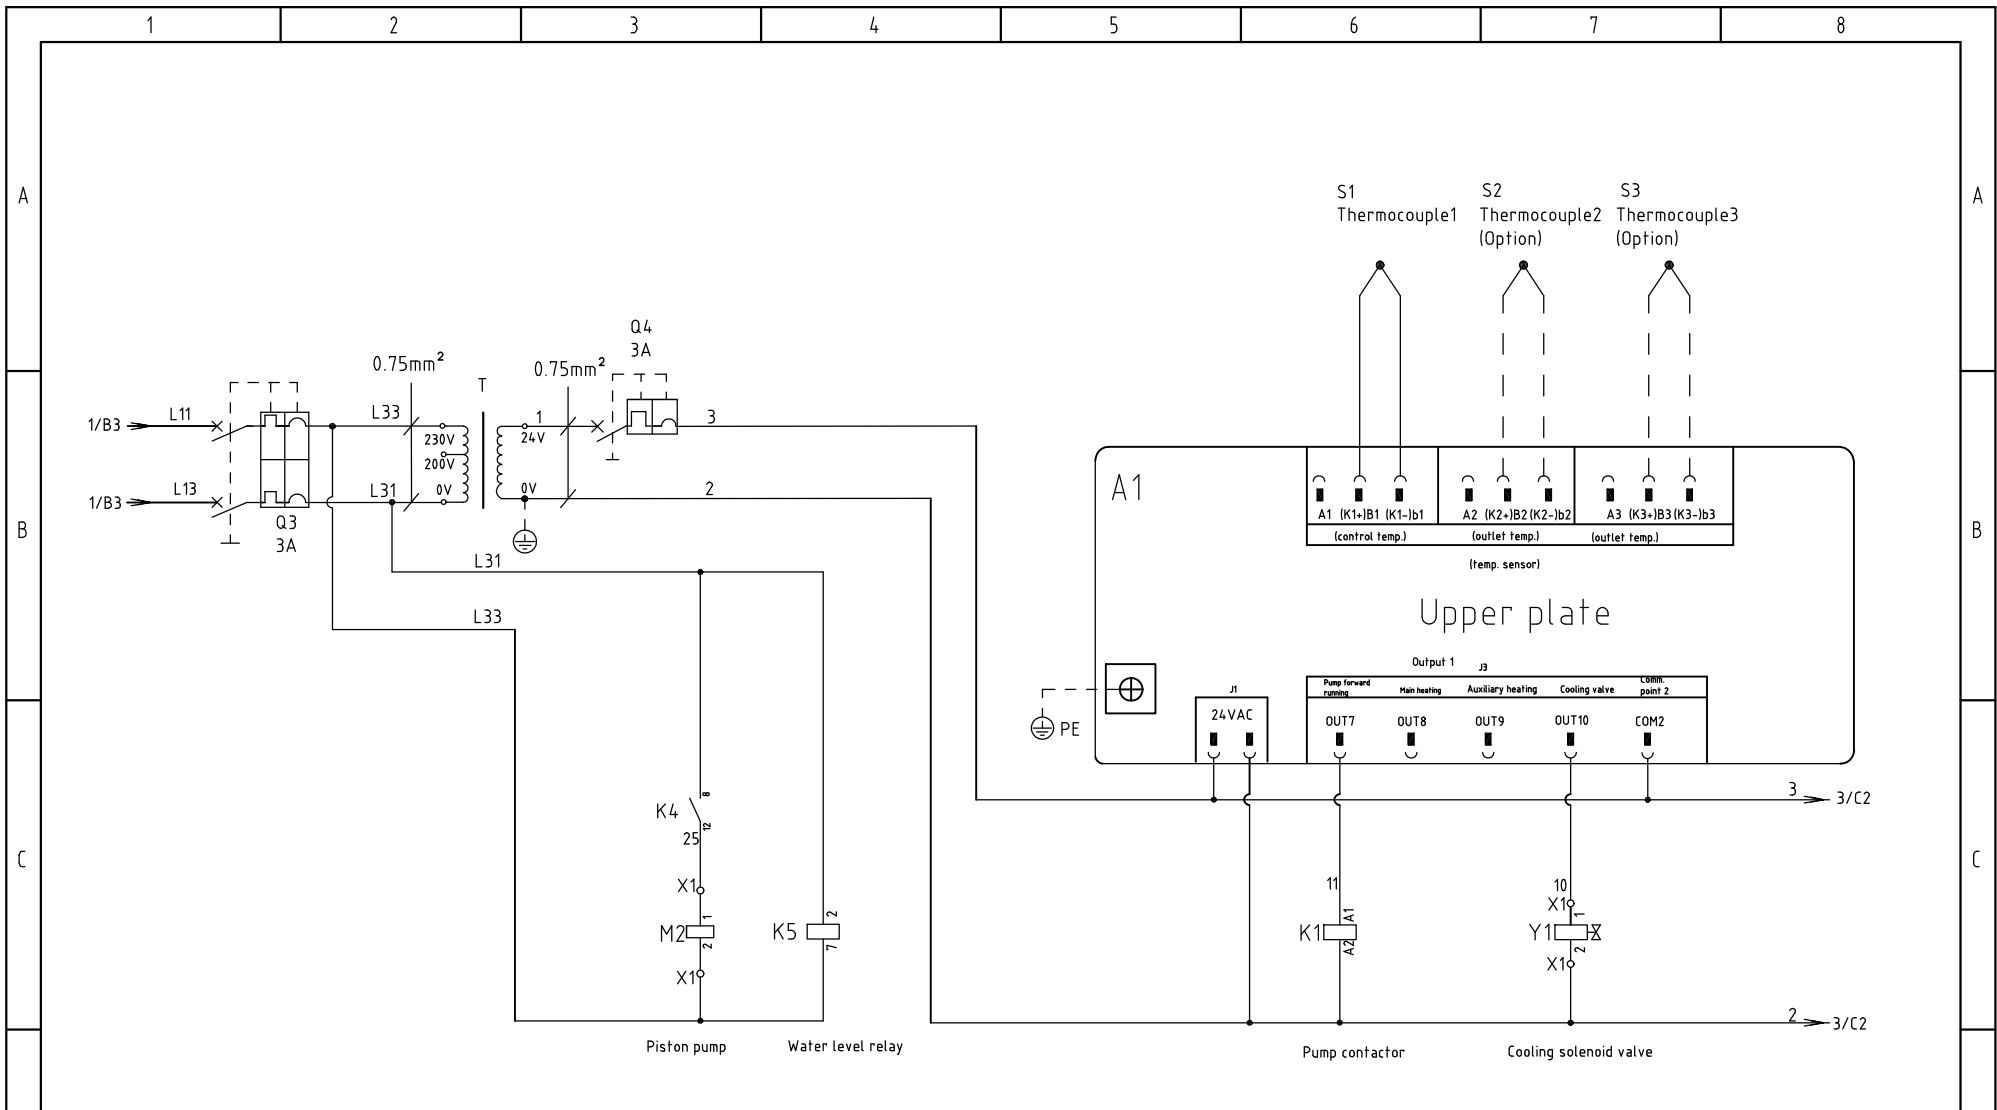 1 2 3 4 5 6 7 8
A A
S1 S2 S3
Thermocouple1 Thermocouple2 Thermocouple3
(Option) (Option)
Q4
3A
0.75mm²
0.75mm²
T
1/B3 L11 L33 230V 1 24V 3
200V
1/B3 L13 L31 0V 0V 2
Q3
3A
B B
A1
A1 (K1+)B1 (K1-)b1 A2 (K2+)B2 (K2-)b2 A3 (K3+)B3 (K3-)b3
(control temp.) (outlet temp.) (outlet temp.)
(temp. sensor)
L31
L33
Upper plate
Output 1 J3
Pump forward running Main heating Auxiliary heating Cooling valve Comm. point 2
J1
24VAC
OUT7 OUT8 OUT9 OUT10 COM2
PE
3 3/C2
K4 8 12
25
C C
X1
M2 1 2
X1
K5 2 7
11
K1 A1 A2
10
X1
Y1 1 2
X1
2 3/C2
Piston pump Water level relay Pump contactor Cooling solenoid valve